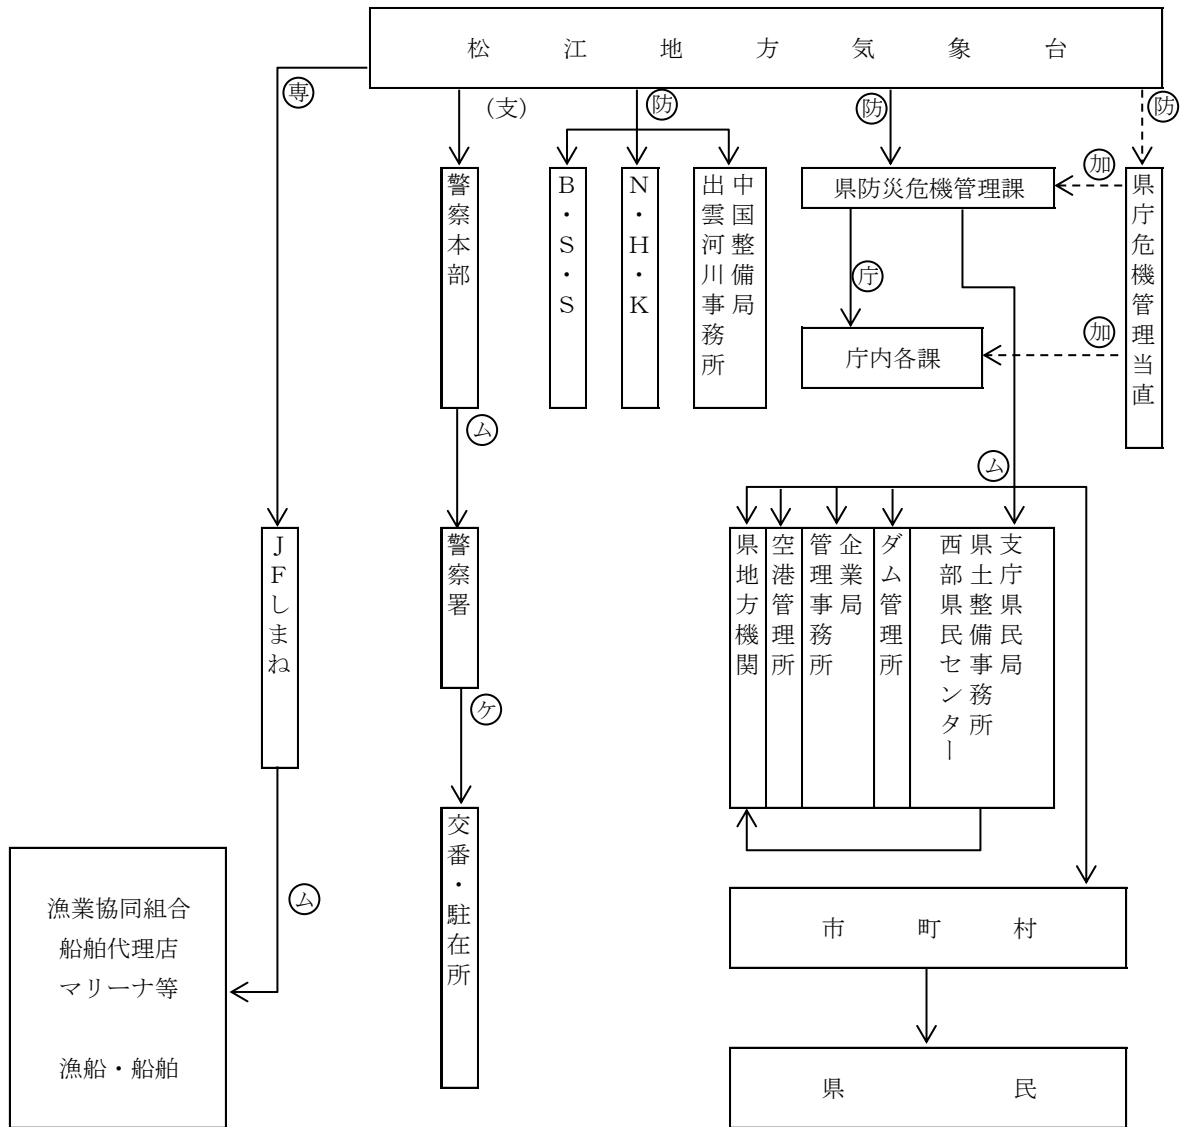 松江地方気象台
専
（支）
防
防
防
警察本部
B・S・S
N・H・K
中国整備局
出雲河川事務所
県防災危機管理課
加
県庁危機管理当直
庁
加
庁内各課
ム
ム
JFしまね
警察署
県地方機関
空港管理所
企業局
管理事務所
ダム管理所
支庁県民局
県土整備事務所
西部県民センター
ケ
交番・駐在所
ム
漁業協同組合
船舶代理店
マリーナ等
漁船・船舶
市町村
県民